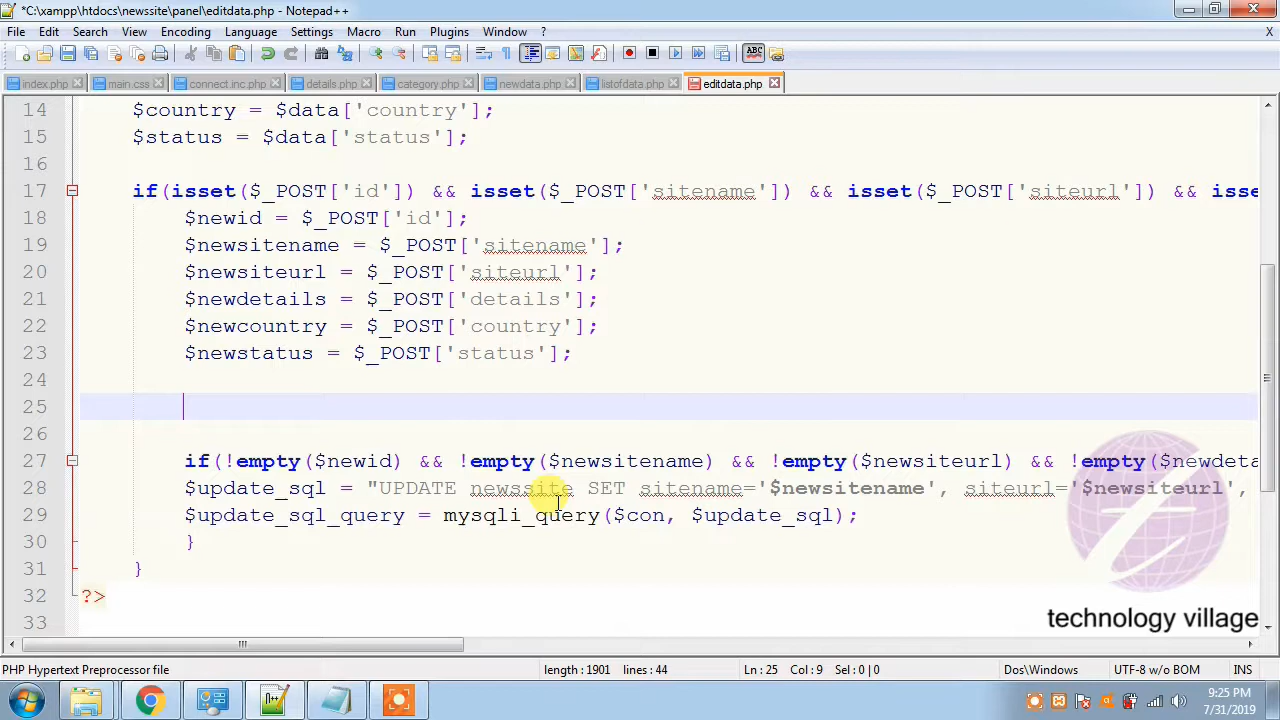 *C:\xampp\htdocs\newssite\panel\editdata.php - Notepad++
File Edit Search View Encoding Language Settings Macro Run Plugins Window ? X
index.php main.css connect.inc.php details.php category.php newdata.php listofdata.php editdata.php
14 $country = $data['country'];
15 $status = $data['status'];
16
17 if(isset($_POST['id']) && isset($_POST['sitename']) && isset($_POST['siteurl']) && isse
18 $newid = $_POST['id'];
19 $newsitename = $_POST['sitename'];
20 $newsiteurl = $_POST['siteurl'];
21 $newdetails = $_POST['details'];
22 $newcountry = $_POST['country'];
23 $newstatus = $_POST['status'];
24
25
26
27 if(!empty($newid) && !empty($newsitename) && !empty($newsiteurl) && !empty($newdeta
28 $update_sql = "UPDATE newssite SET sitename='$newsitename', siteurl='$newsiteurl',
29 $update_sql_query = mysqli_query($con, $update_sql);
30 }
31 }
32 ?>
33
technology village
PHP Hypertext Preprocessor file length : 1901 lines : 44 Ln : 25 Col : 9 Sel : 0 | 0 Dos\Windows UTF-8 w/o BOM INS
9:25 PM
7/31/2019